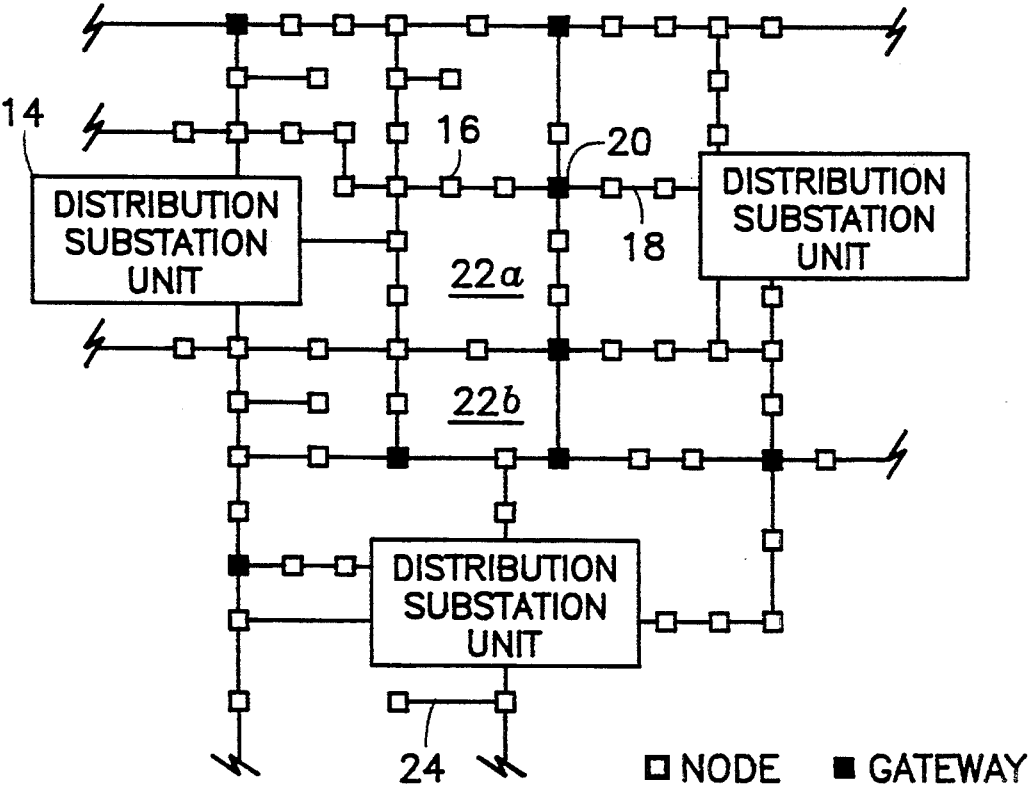 14
16
20
DISTRIBUTION
SUBSTATION
UNIT
DISTRIBUTION
SUBSTATION
UNIT
18
22a
22b
DISTRIBUTION
SUBSTATION
UNIT
24
NODE
GATEWAY